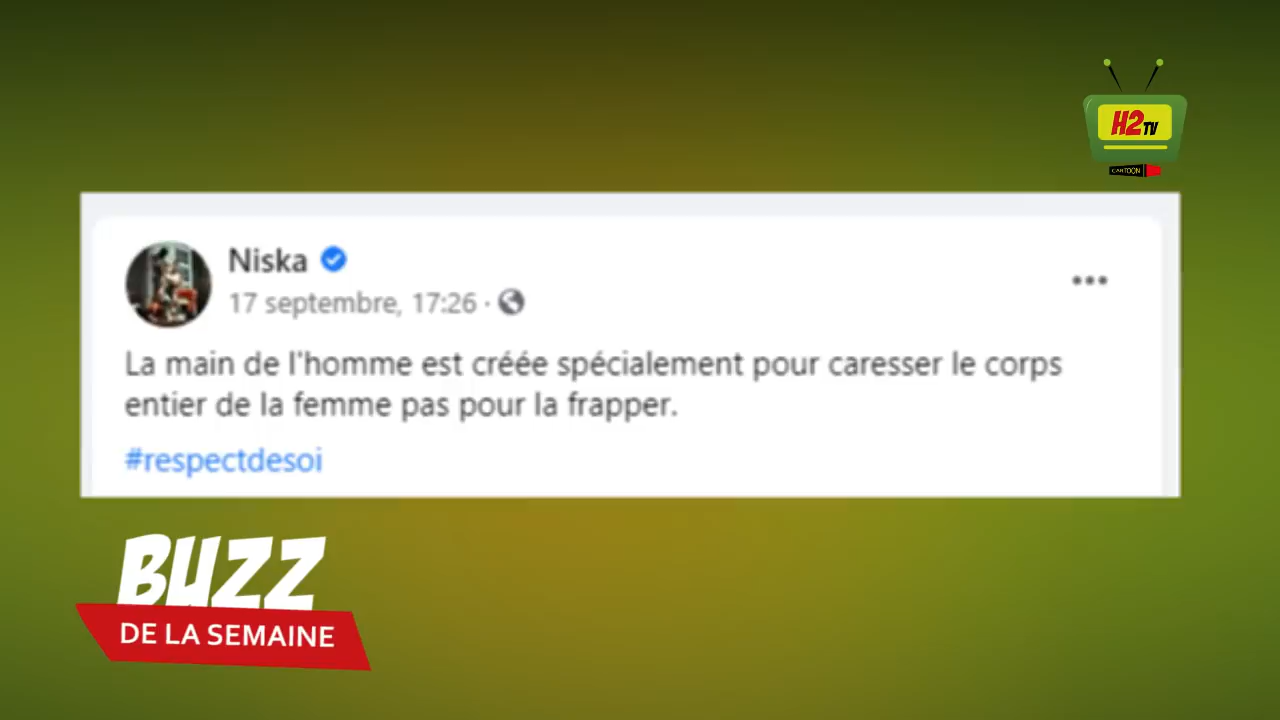 H2TV
CARTOON
Niska
17 septembre, 17:26 ·
La main de l'homme est créée spécialement pour caresser le corps
entier de la femme pas pour la frapper.
#respectdesoi
BUZZ
DE LA SEMAINE